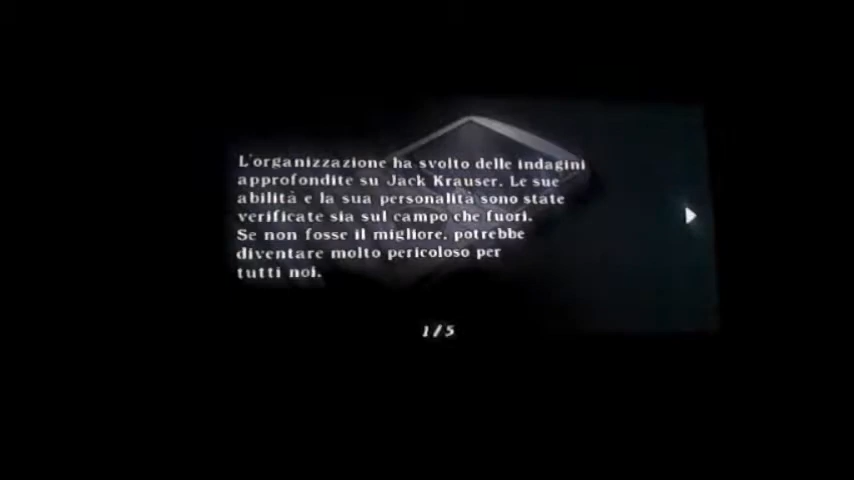 L'organizzazione ha svolto delle indagini
approfondite su Jack Krauser. Le sue
abilità e la sua personalità sono state
verificate sia sul campo che fuori.
Se non fosse il migliore, potrebbe
diventare molto pericoloso per
tutti noi.
1/5